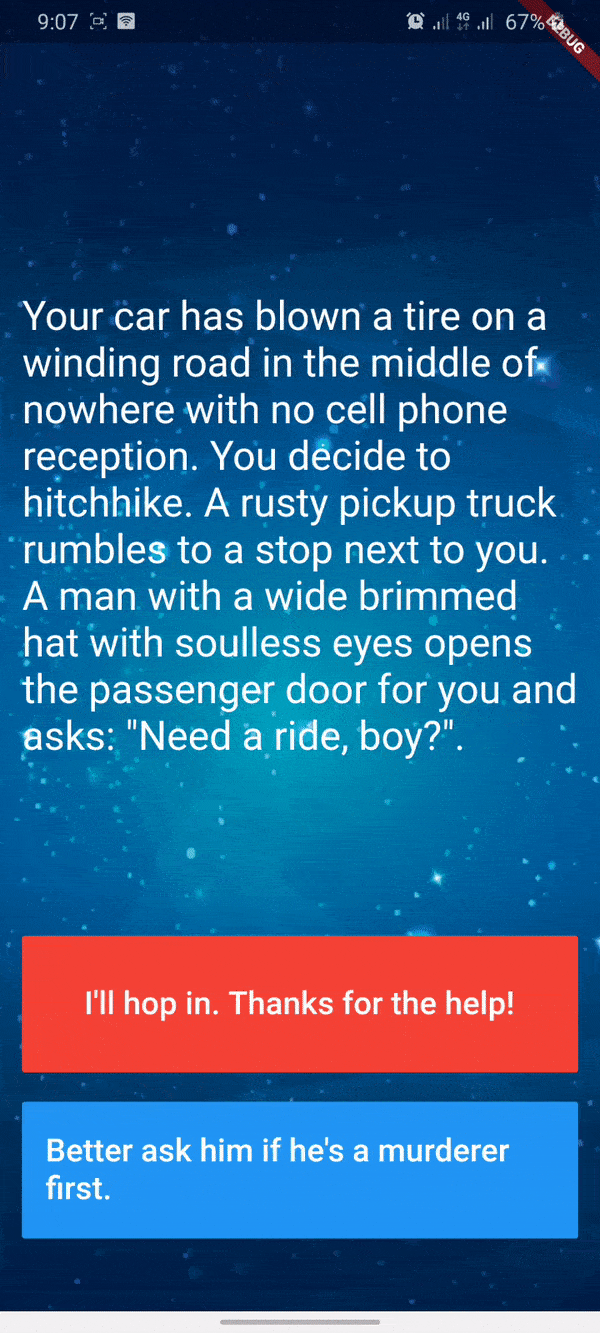 9:07
4G 67%
DEBUG
Your car has blown a tire on a
winding road in the middle of
nowhere with no cell phone
reception. You decide to
hitchhike. A rusty pickup truck
rumbles to a stop next to you.
A man with a wide brimmed
hat with soulless eyes opens
the passenger door for you and
asks: "Need a ride, boy?".
I'll hop in. Thanks for the help!
Better ask him if he's a murderer
first.